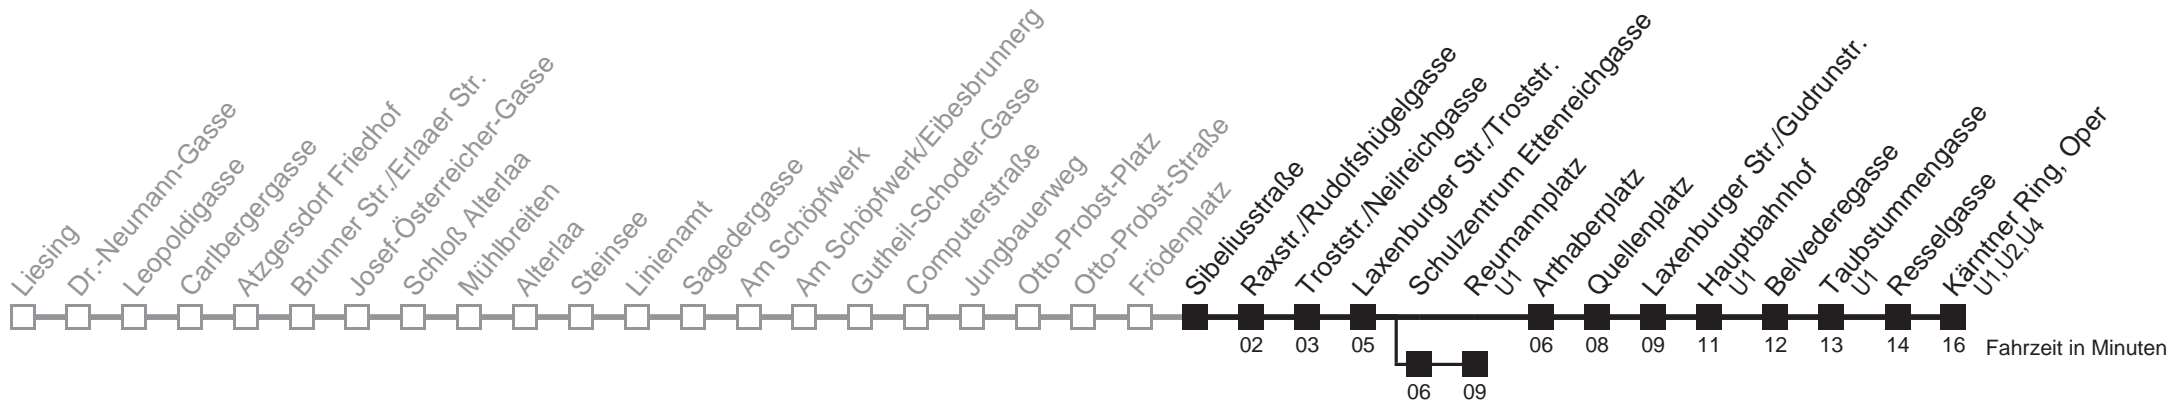 Liesing
Dr.-Neumann-Gasse
Leopoldigasse
Carlbergergasse
Atzgersdorf Friedhof
Brunner Str./Erlaaer Str.
Josef-Österreicher-Gasse
Schloß Alterlaa
Mühlbreiten
Alterlaa
Steinsee
Linienamt
Sagedergasse
Am Schöpfwerk
Am Schöpfwerk/Eibesbrunnerg
Gutheil-Schoder-Gasse
Computerstraße
Jungbauerweg
Otto-Probst-Platz
Otto-Probst-Straße
Frödenplatz
Sibeliusstraße
Raxstr./Rudolfshügelgasse
Troststr./Neilreichgasse
Laxenburger Str./Troststr.
Schulzentrum Ettenreichgasse
Reumannplatz
U1
Arthaberplatz
Quellenplatz
Laxenburger Str./Gudrunstr.
Hauptbahnhof
U1
Belvederegasse
Taubstummengasse
U1
Resselgasse
Kärntner Ring, Oper
U1,U2,U4
02 03 05 06 08 09 11 12 13 14 16 Fahrzeit in Minuten
06 09